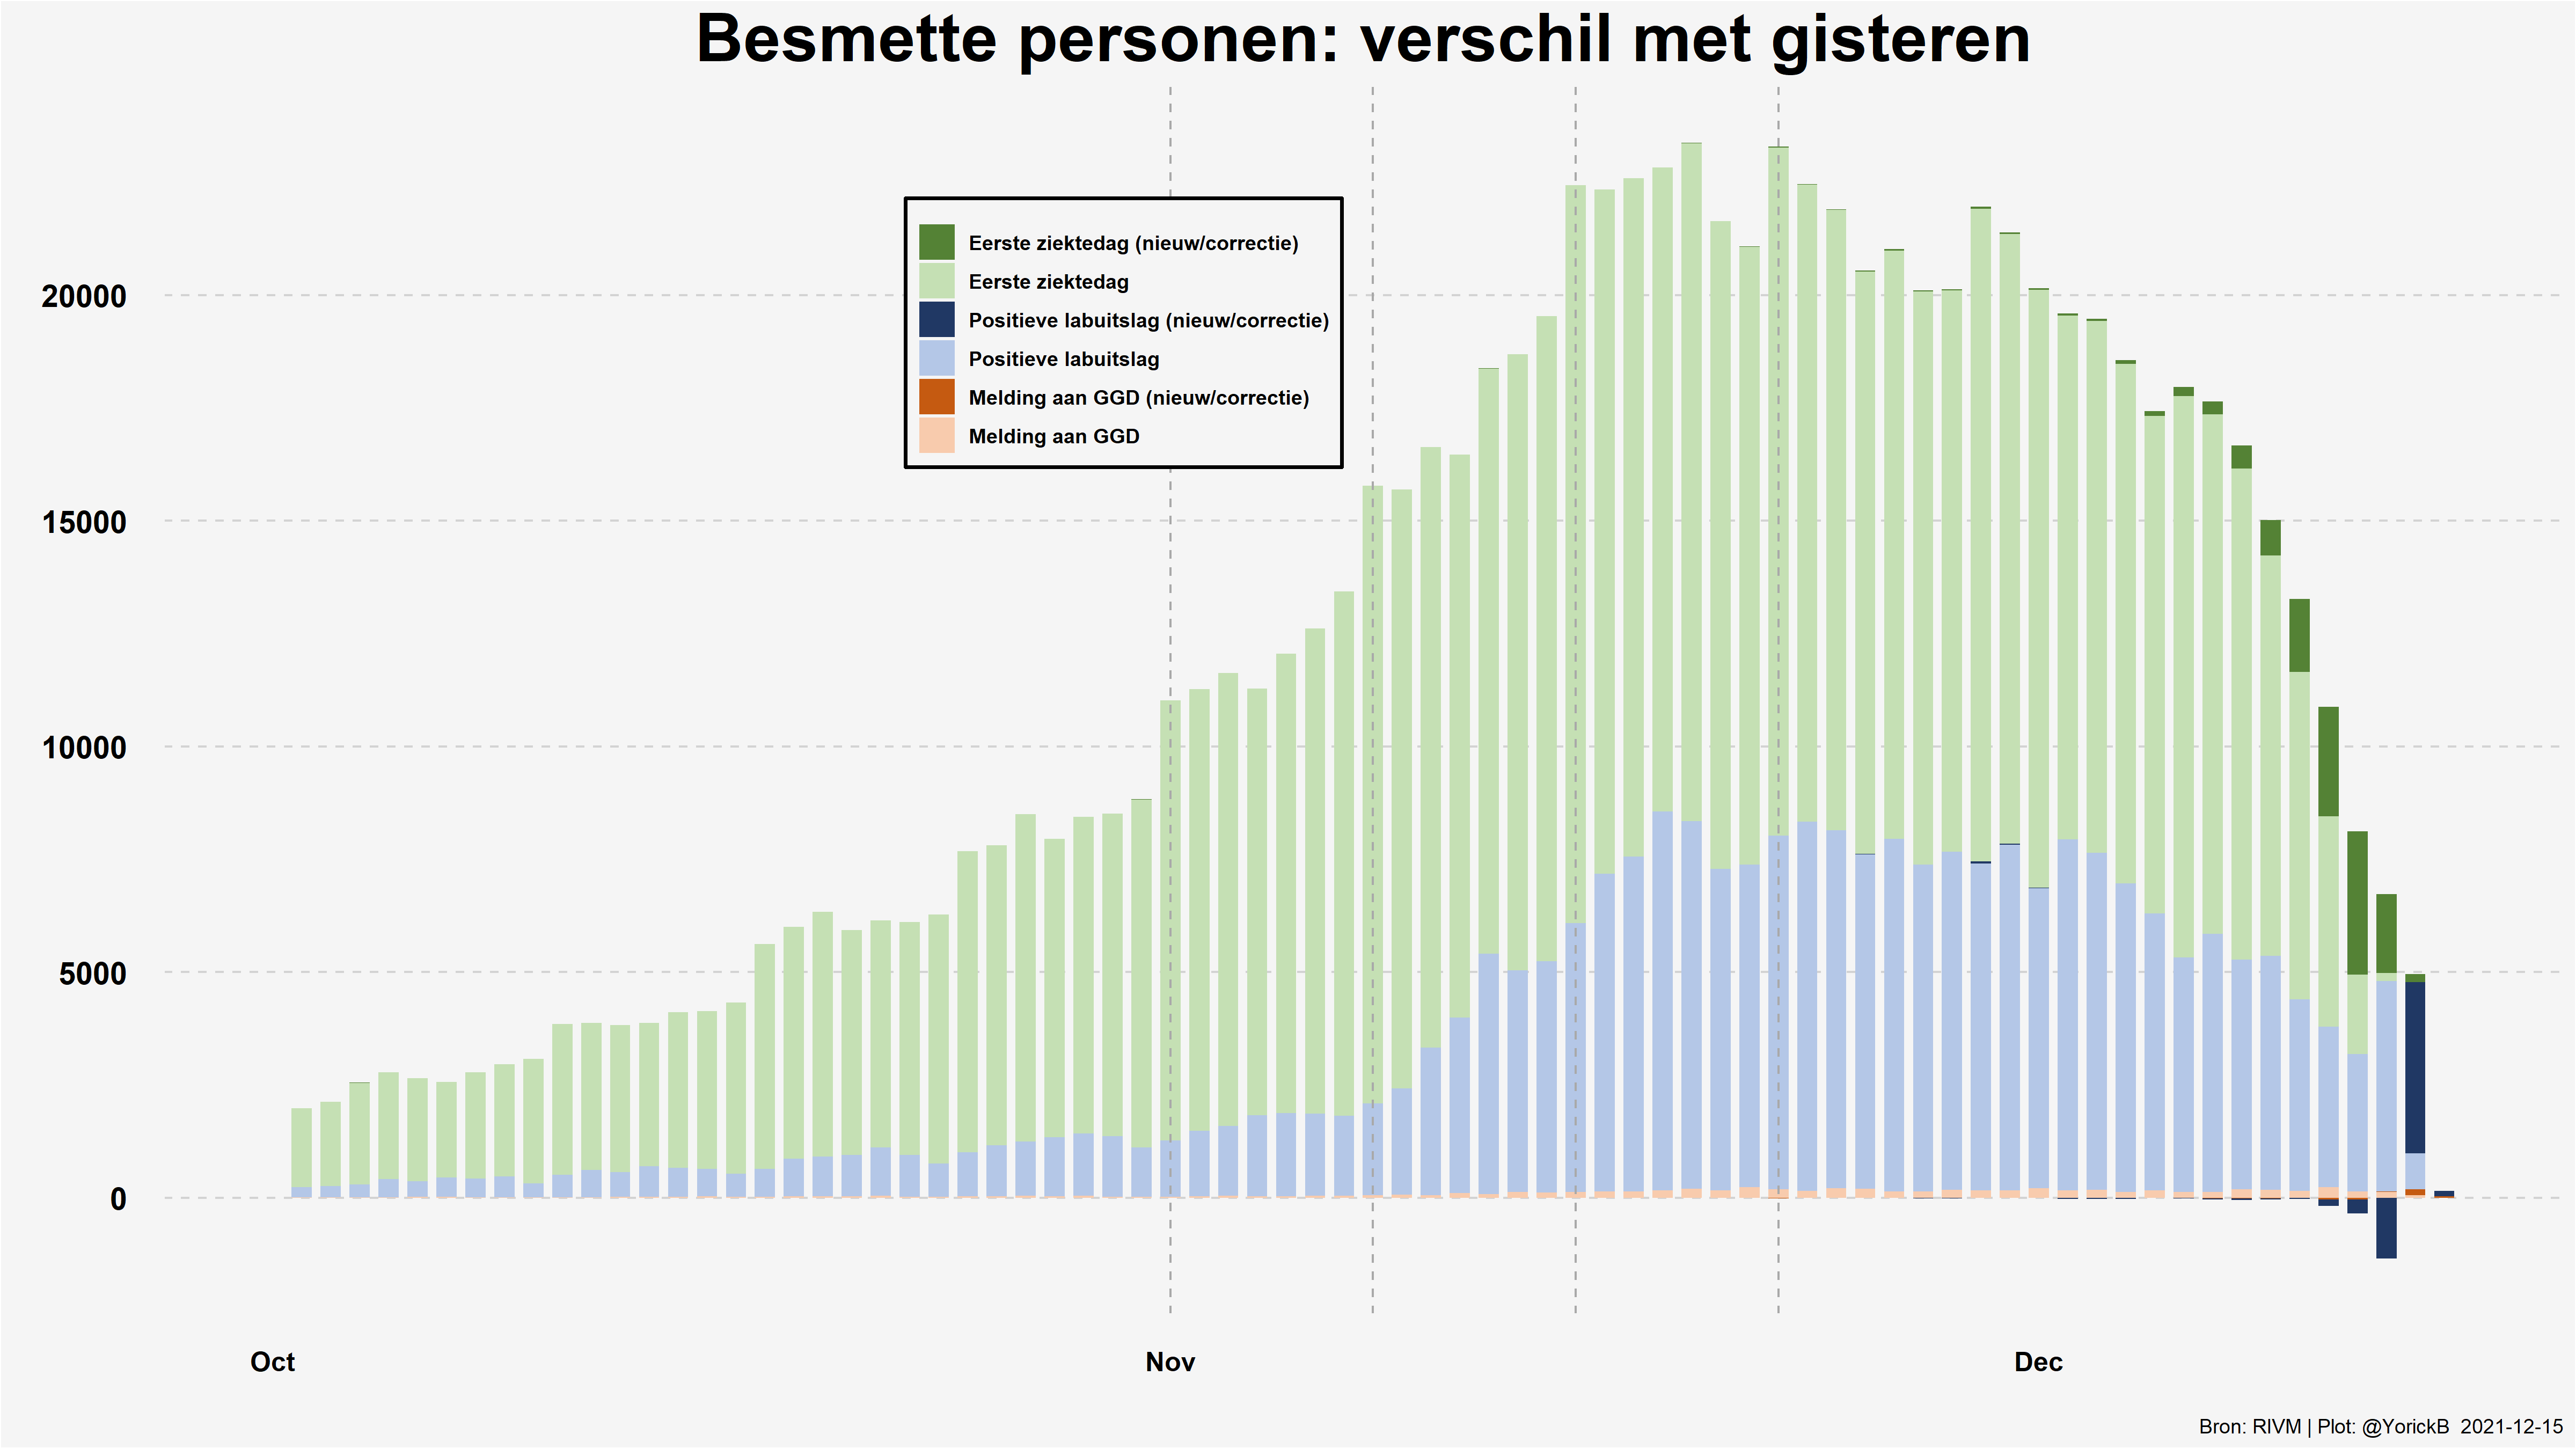 Besmette personen: verschil met gisteren
Eerste ziektedag (nieuw/correctie)
Eerste ziektedag
Positieve labuitslag (nieuw/correctie)
Positieve labuitslag
Melding aan GGD (nieuw/correctie)
Melding aan GGD
20000
15000
10000
5000
0
Oct
Nov
Dec
Bron: RIVM | Plot: @YorickB  2021-12-15